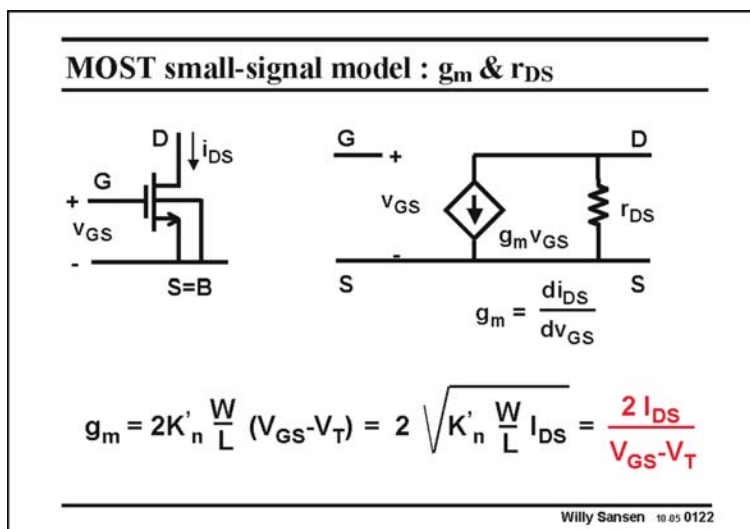 MOST small-signal model : gm & rDS
D
iDS
G
+
vGS
-
S=B
G
+
D
vGS
gmvGS
rDS
-
S
S
gm = diDS / dvGS
gm = 2K'n W/L (VGS-VT) = 2 √(K'n W/L IDS) = 2 IDS / VGS-VT
Willy Sansen 10-05 0122